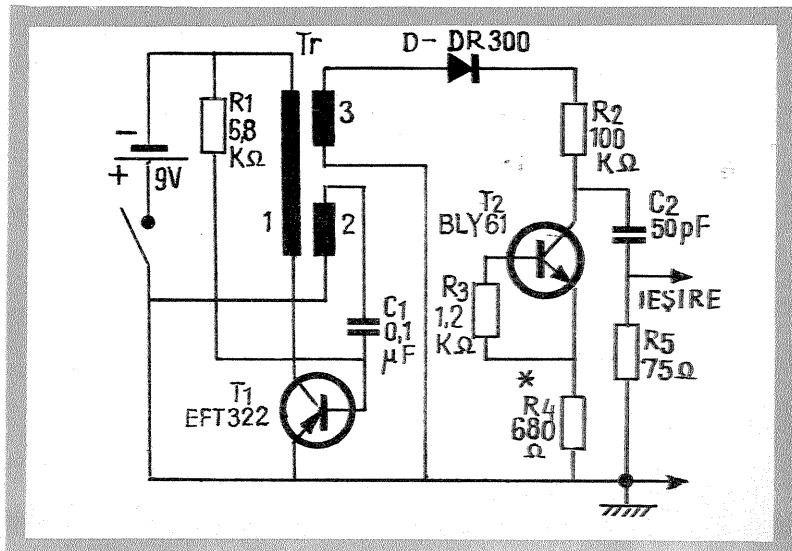 Tr
D- DR300
R1
6,8
KΩ
3
R2
100
KΩ
-
+ 9V
1
2
T2
BLY61
C2
50pF
R3
1,2
KΩ
IEȘIRE
C1
0,1
μF
R5
75Ω
T1
EFT322
*
R4
680
Ω